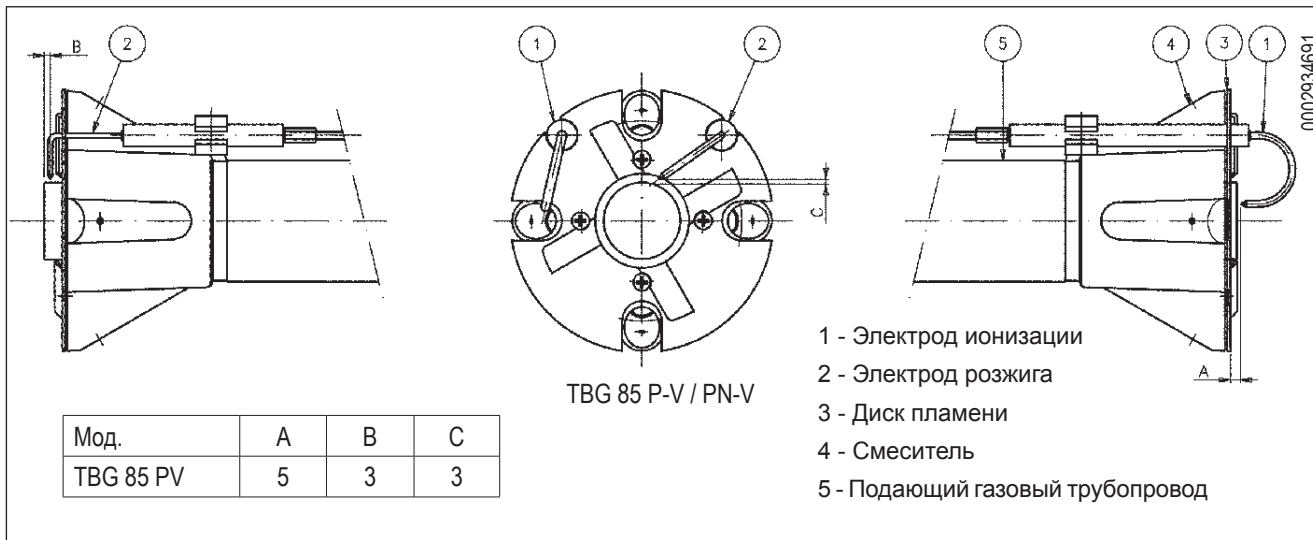 B
2
1
2
5
4
3
1
0002934691
C
A
TBG 85 P-V / PN-V
1 - Электрод ионизации
2 - Электрод розжига
3 - Диск пламени
4 - Смеситель
5 - Подающий газовый трубопровод
Мод. A B C
TBG 85 PV 5 3 3